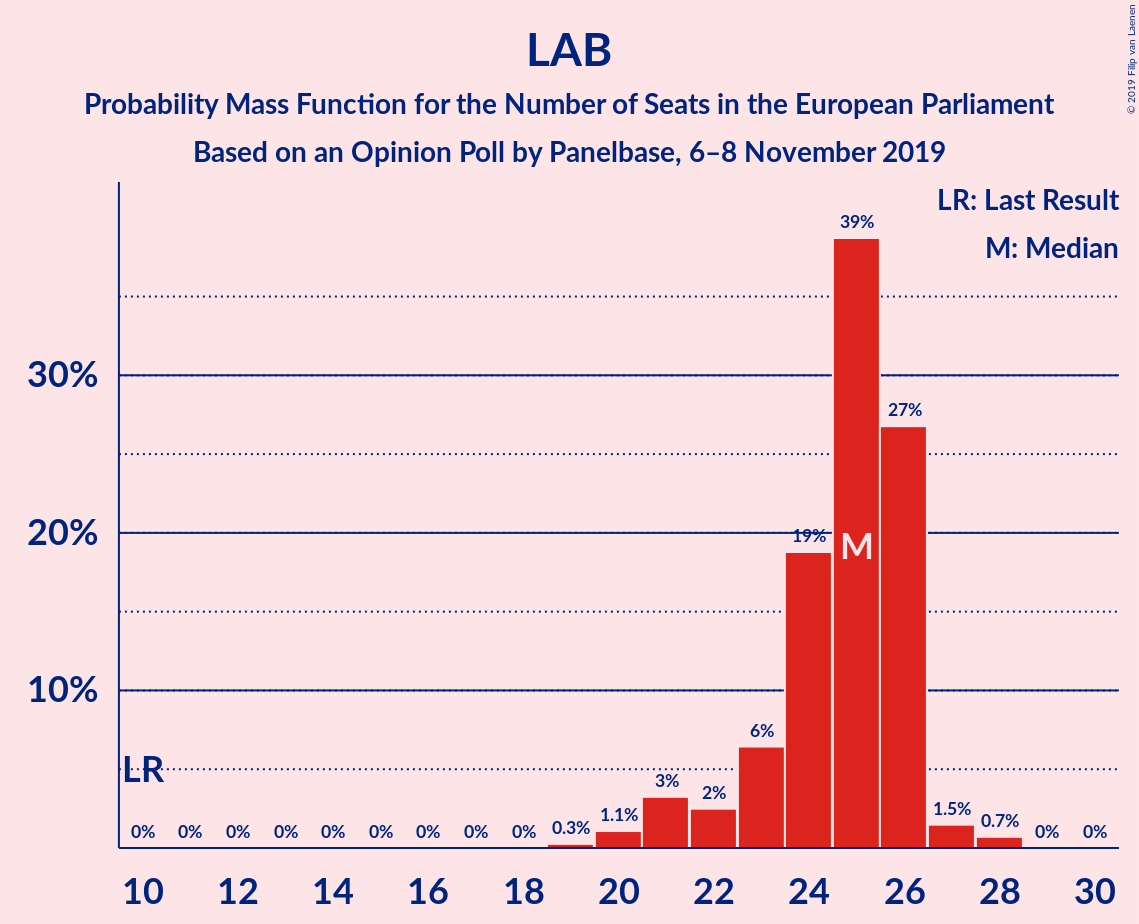 LAB
Probability Mass Function for the Number of Seats in the European Parliament
Based on an Opinion Poll by Panelbase, 6–8 November 2019
© 2019 Filip van Laenen
LR: Last Result
M: Median
39%
30%
27%
20%
19%
M
10%
6%
LR
3%
2%
1.5%
1.1%
0.7%
0.3%
0% 0% 0% 0% 0% 0% 0% 0% 0% 0% 0%
10 12 14 16 18 20 22 24 26 28 30